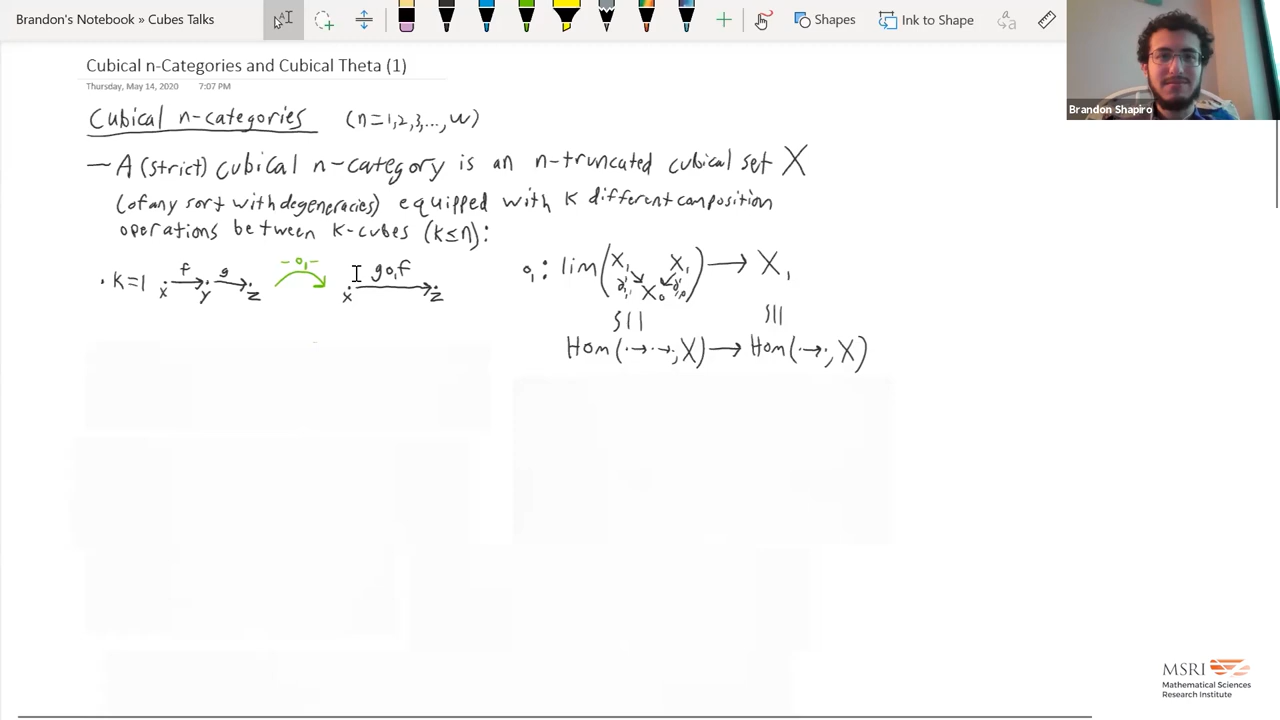 Brandon's Notebook » Cubes Talks
Shapes
Ink to Shape
Brandon Shapiro
Cubical n-Categories and Cubical Theta (1)
Thursday, May 14, 2020 7:07 PM
Cubical n-categories (n=1,2,3,...,ω)
— A (strict) cubical n-category is an n-truncated cubical set X
(of any sort with degeneracies) equipped with k different composition
operations between k-cubes (k≤n):
· k=1 x f y g z -∘₁- x g∘₁f z ∘₁: lim(X₁ X₁ X₀) → X₁
Hom(·→·→·, X) → Hom(·→·, X)
MSRI
Mathematical Sciences
Research Institute